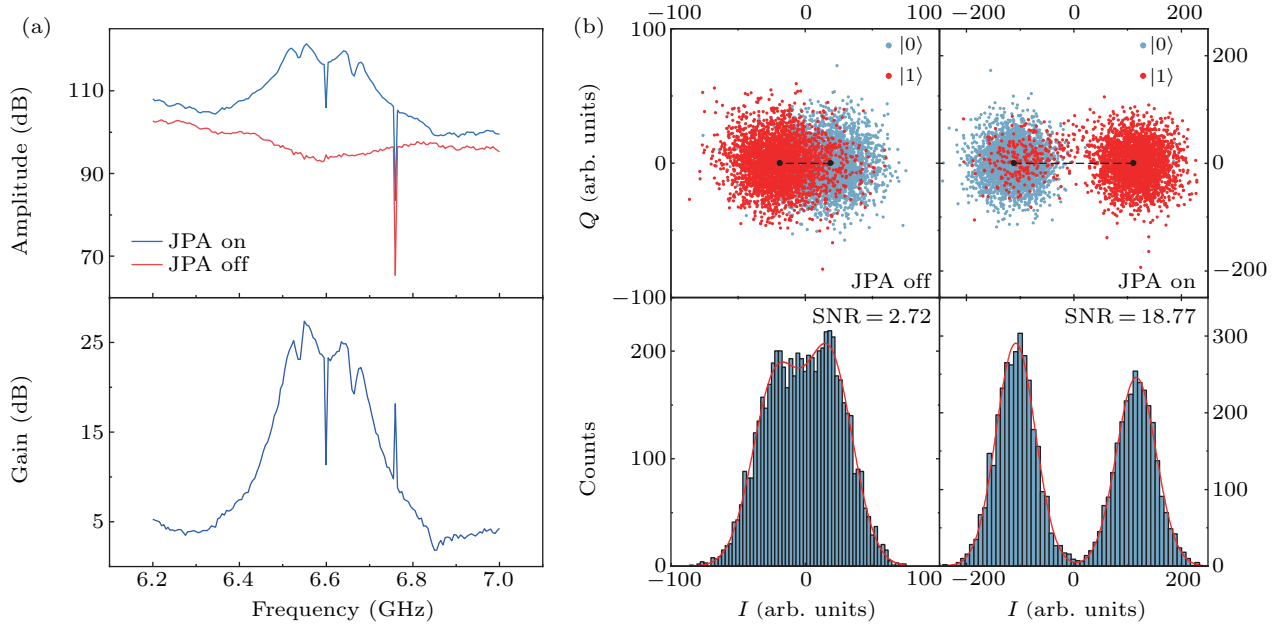 (a)
110
90
70
Amplitude (dB)
JPA on
JPA off
25
15
5
Gain (dB)
6.2 6.4 6.6 6.8 7.0
Frequency (GHz)
(b)
−100 0 100
−200 0 200
100
0
−100
Q (arb. units)
|0⟩
|1⟩
JPA off
|0⟩
|1⟩
JPA on
200
0
−200
SNR = 2.72
SNR = 18.77
200
100
0
Counts
300
200
100
0
−100 0 100
−200 0 200
I (arb. units)
I (arb. units)